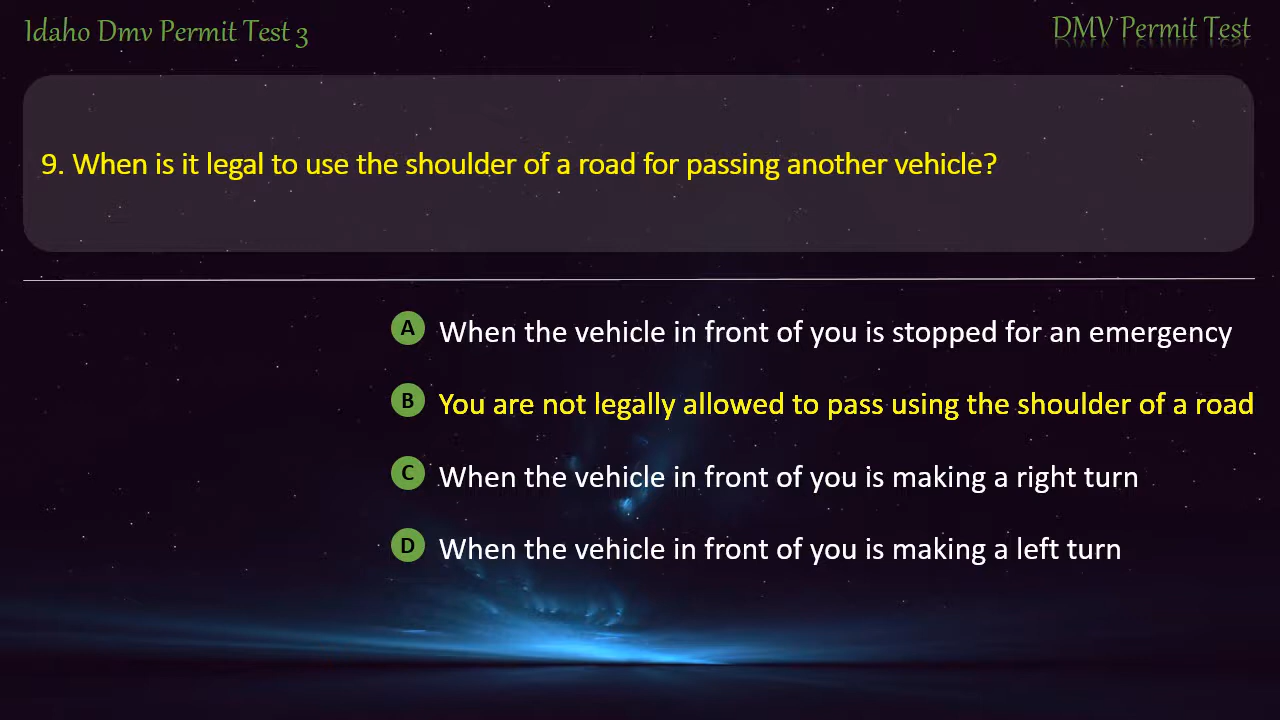 Idaho Dmv Permit Test 3
DMV Permit Test
9. When is it legal to use the shoulder of a road for passing another vehicle?
A When the vehicle in front of you is stopped for an emergency
B You are not legally allowed to pass using the shoulder of a road
C When the vehicle in front of you is making a right turn
D When the vehicle in front of you is making a left turn